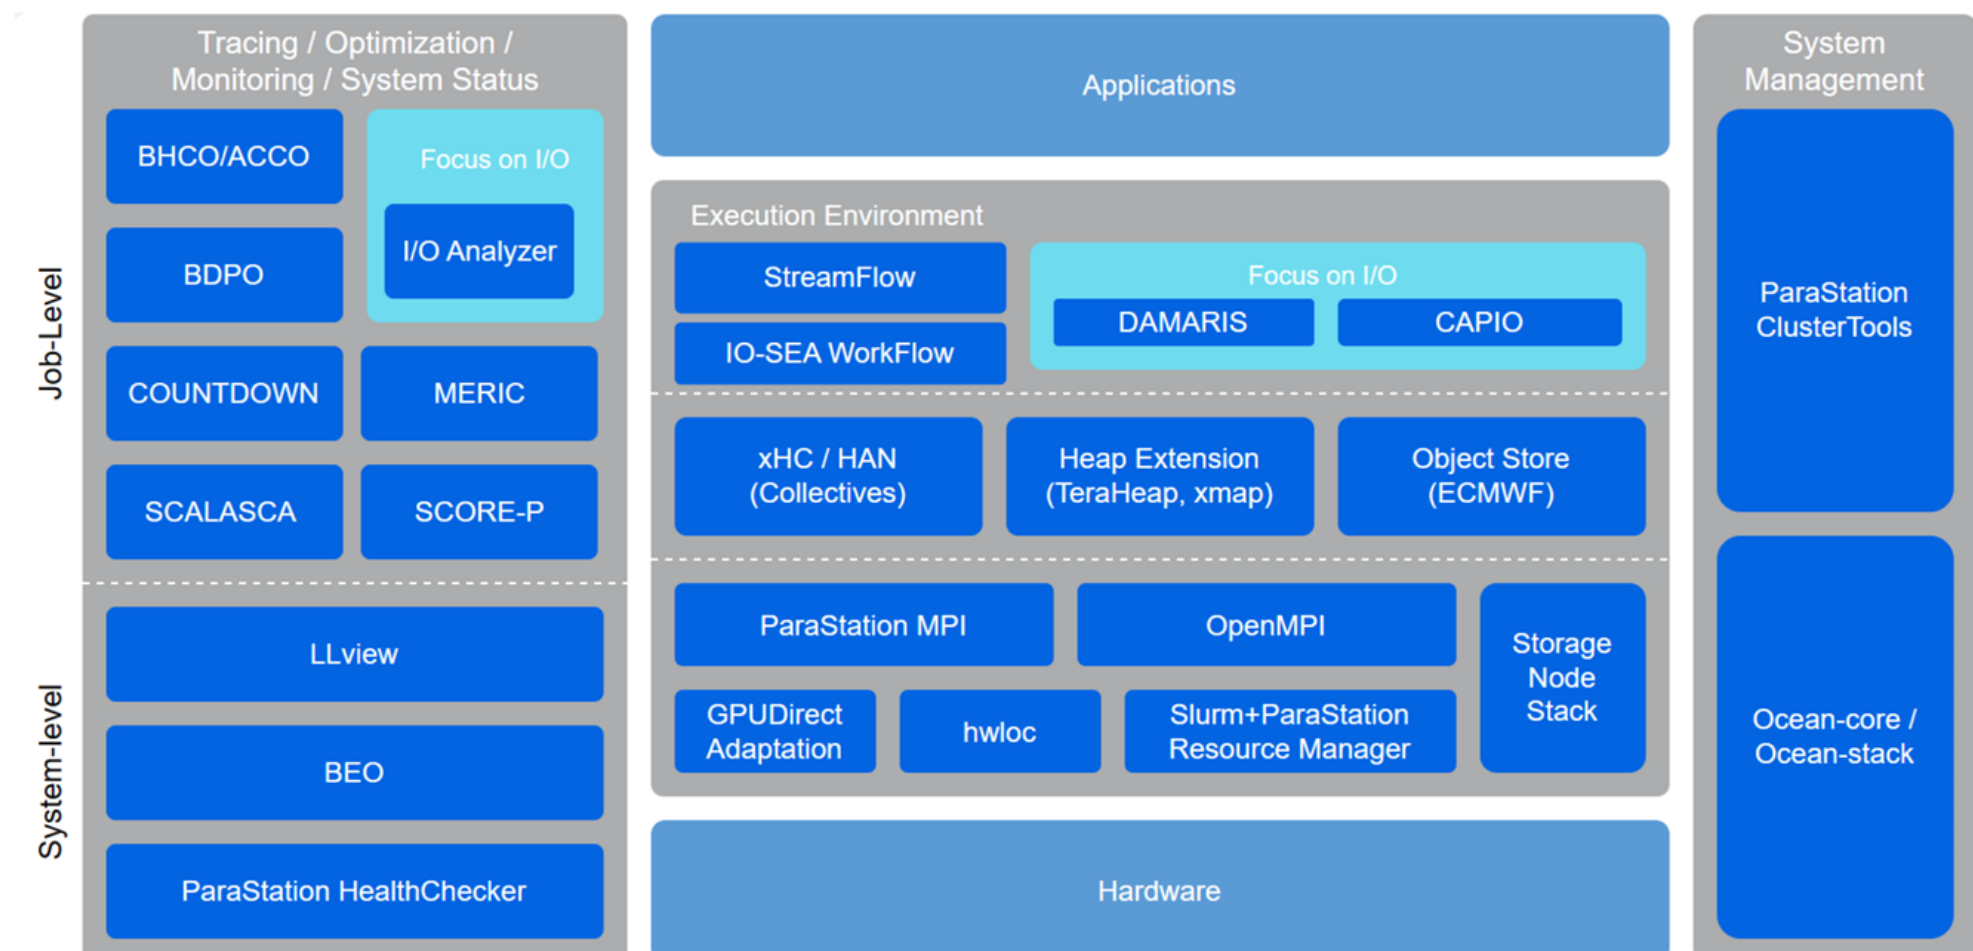 Tracing / Optimization /
Monitoring / System Status
BHCO/ACCO
Focus on I/O
I/O Analyzer
BDPO
COUNTDOWN
MERIC
SCALASCA
SCORE-P
Job-Level
LLview
BEO
ParaStation HealthChecker
System-level
Applications
Execution Environment
StreamFlow
IO-SEA WorkFlow
Focus on I/O
DAMARIS
CAPIO
xHC / HAN
(Collectives)
Heap Extension
(TeraHeap, xmap)
Object Store
(ECMWF)
ParaStation MPI
OpenMPI
Storage
Node
Stack
GPUDirect
Adaptation
hwloc
Slurm+ParaStation
Resource Manager
Hardware
System
Management
ParaStation
ClusterTools
Ocean-core /
Ocean-stack